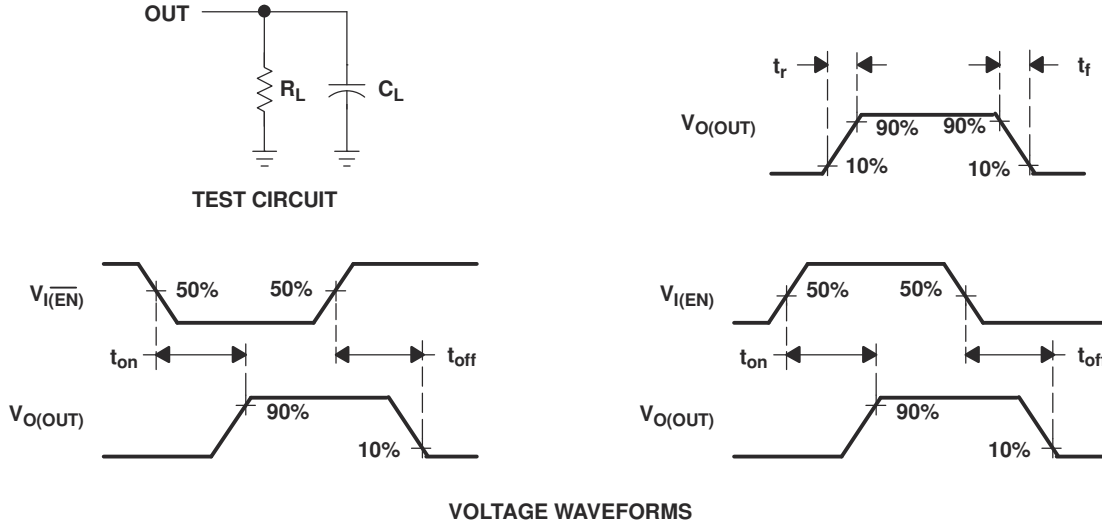 OUT
R_L
C_L
TEST CIRCUIT
t_r
t_f
V_O(OUT)
90%
90%
10%
10%
V_I(E̅N̅)
50%
50%
t_on
t_off
V_O(OUT)
90%
10%
V_I(EN)
50%
50%
t_on
t_off
V_O(OUT)
90%
10%
VOLTAGE WAVEFORMS